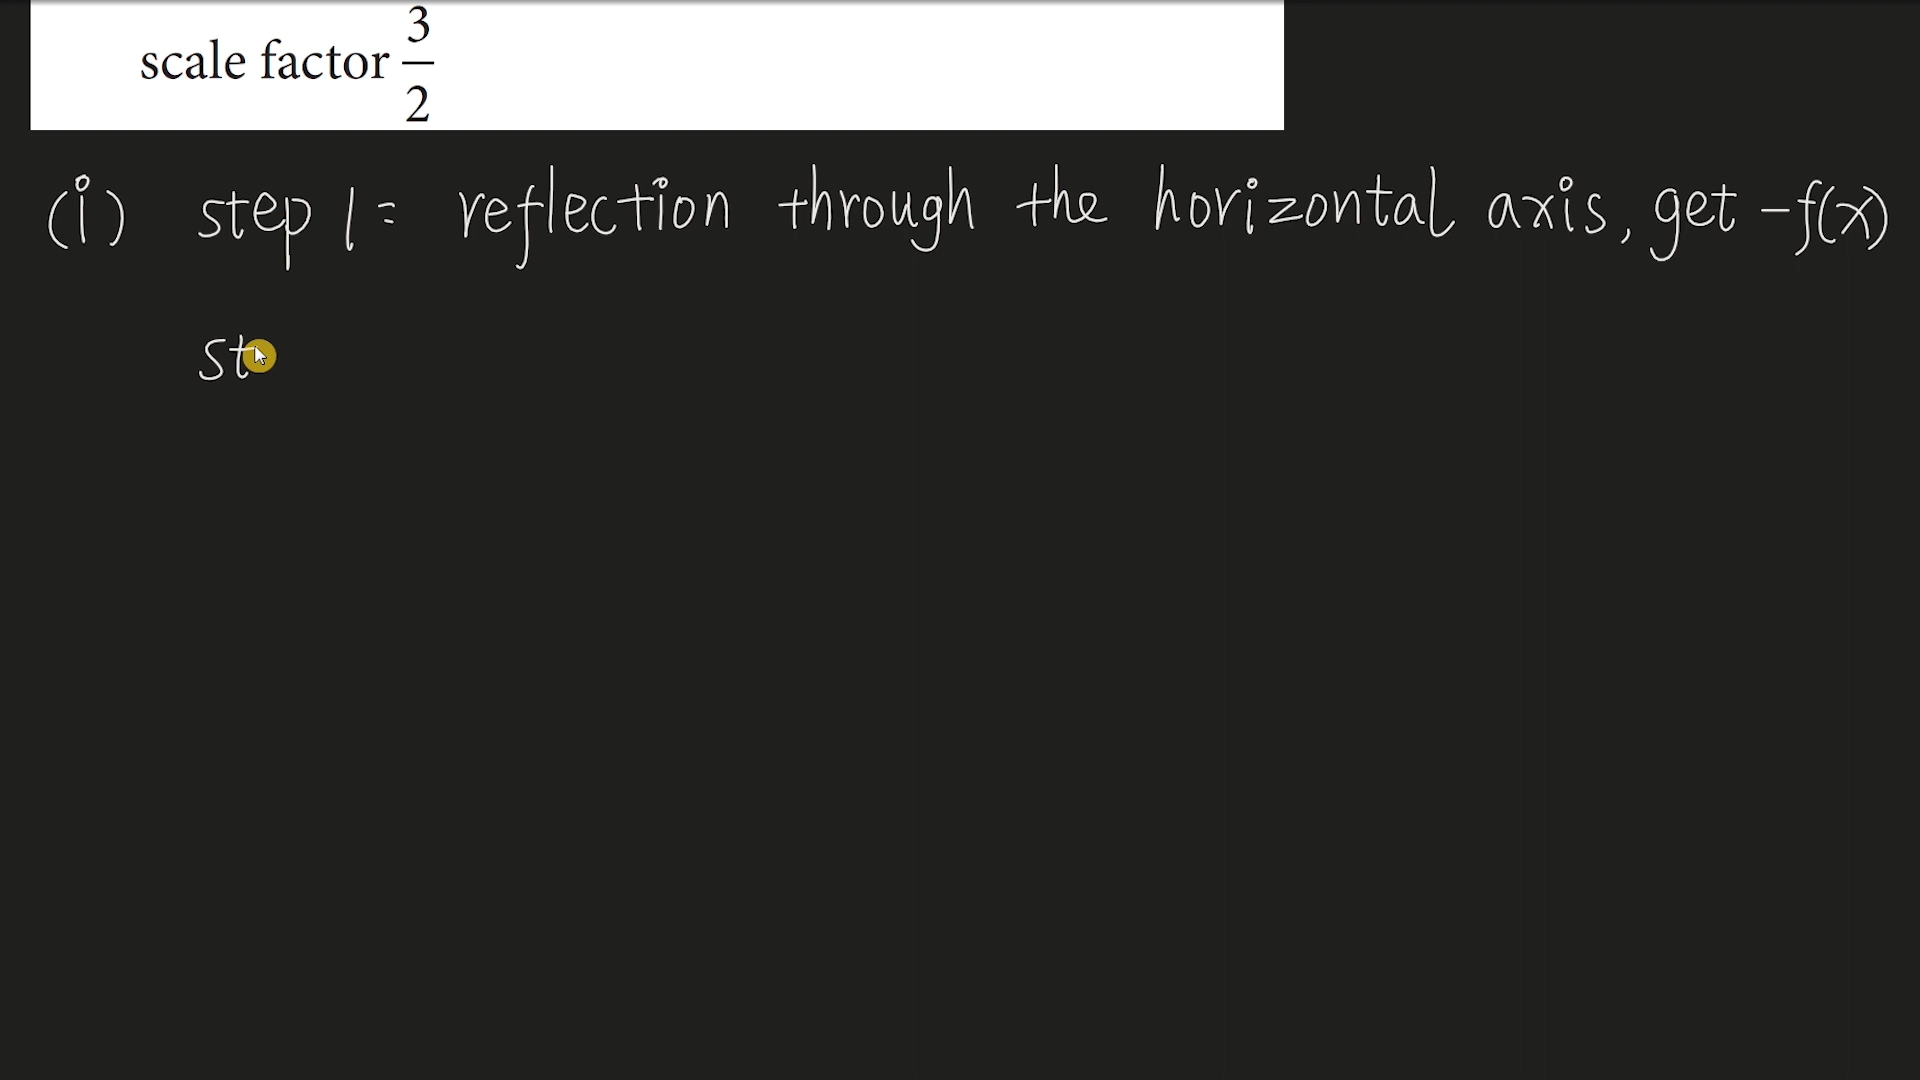 scale factor 3/2
(i) step 1 = reflection through the horizontal axis, get -f(x)
st